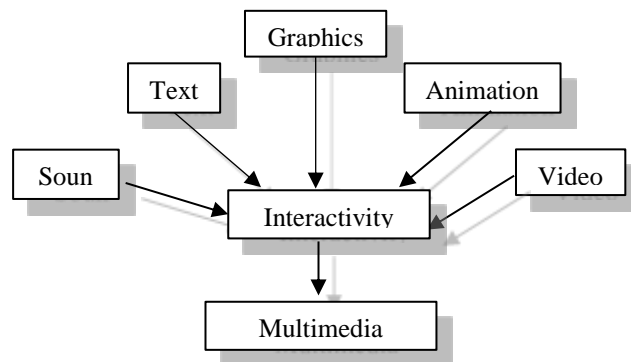 Graphics
Text
Animation
Soun
Video
Interactivity
Multimedia